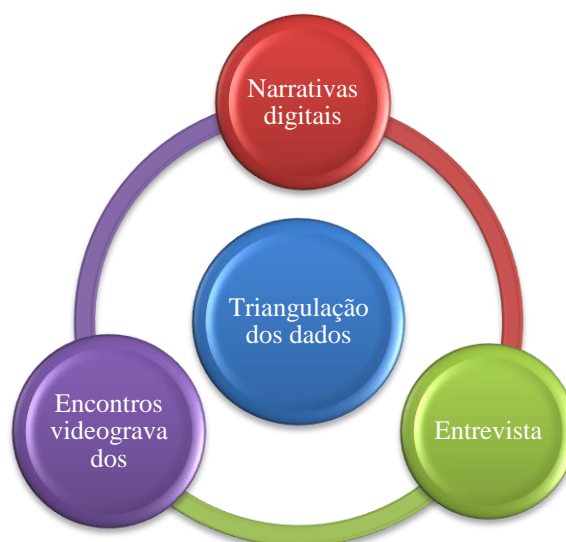 Narrativas
digitais
Triangulação
dos dados
Encontros
videograva
dos
Entrevista